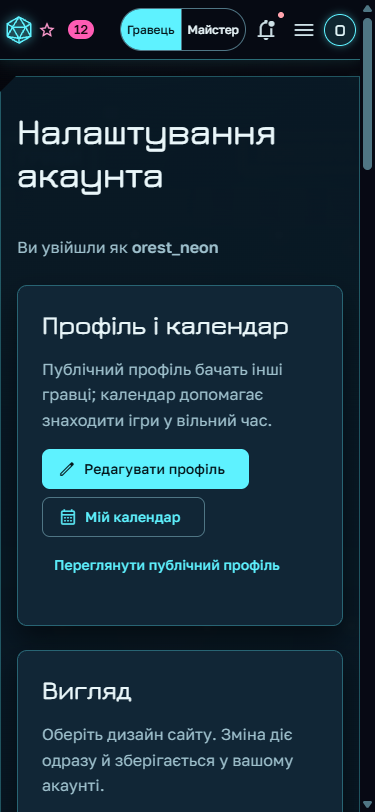 12
Гравець Майстер
О
Налаштування
акаунта
Ви увійшли як orest_neon
Профіль і календар
Публічний профіль бачать інші
гравці; календар допомагає
знаходити ігри у вільний час.
Редагувати профіль
Мій календар
Переглянути публічний профіль
Вигляд
Оберіть дизайн сайту. Зміна діє
одразу й зберігається у вашому
акаунті.